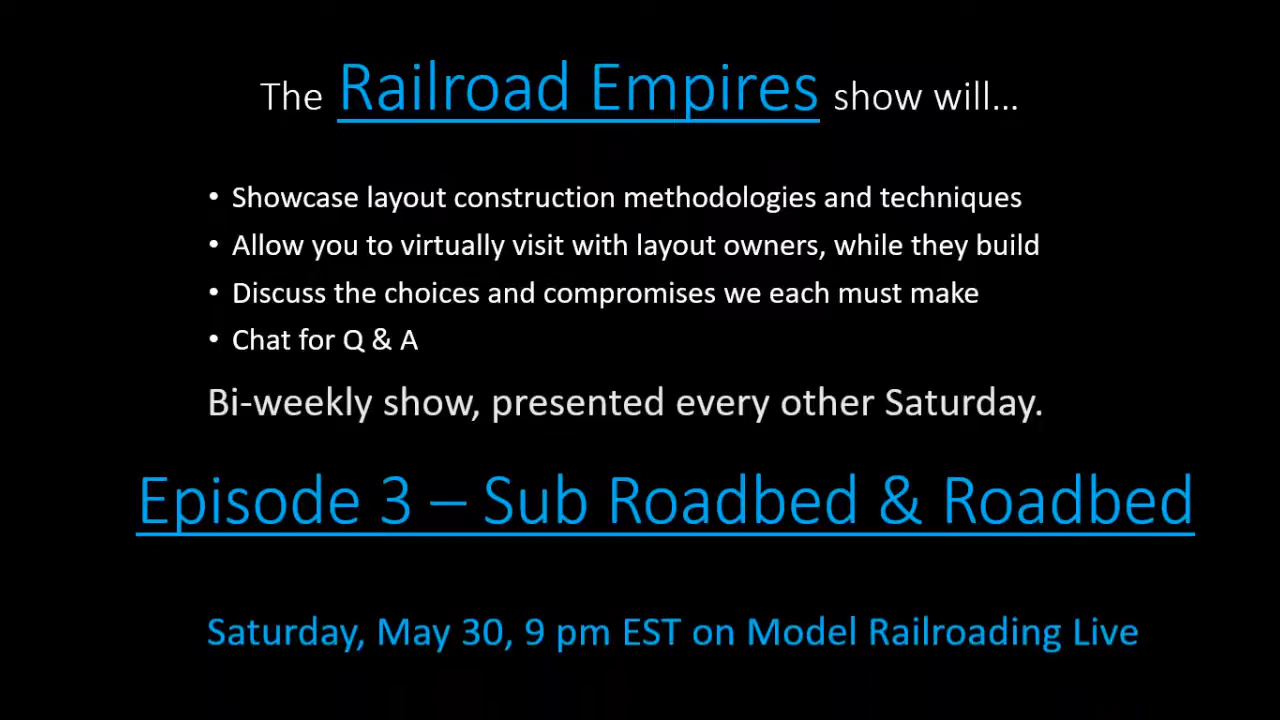 The Railroad Empires show will...
• Showcase layout construction methodologies and techniques
• Allow you to virtually visit with layout owners, while they build
• Discuss the choices and compromises we each must make
• Chat for Q & A
Bi-weekly show, presented every other Saturday.
Episode 3 – Sub Roadbed & Roadbed
Saturday, May 30, 9 pm EST on Model Railroading Live